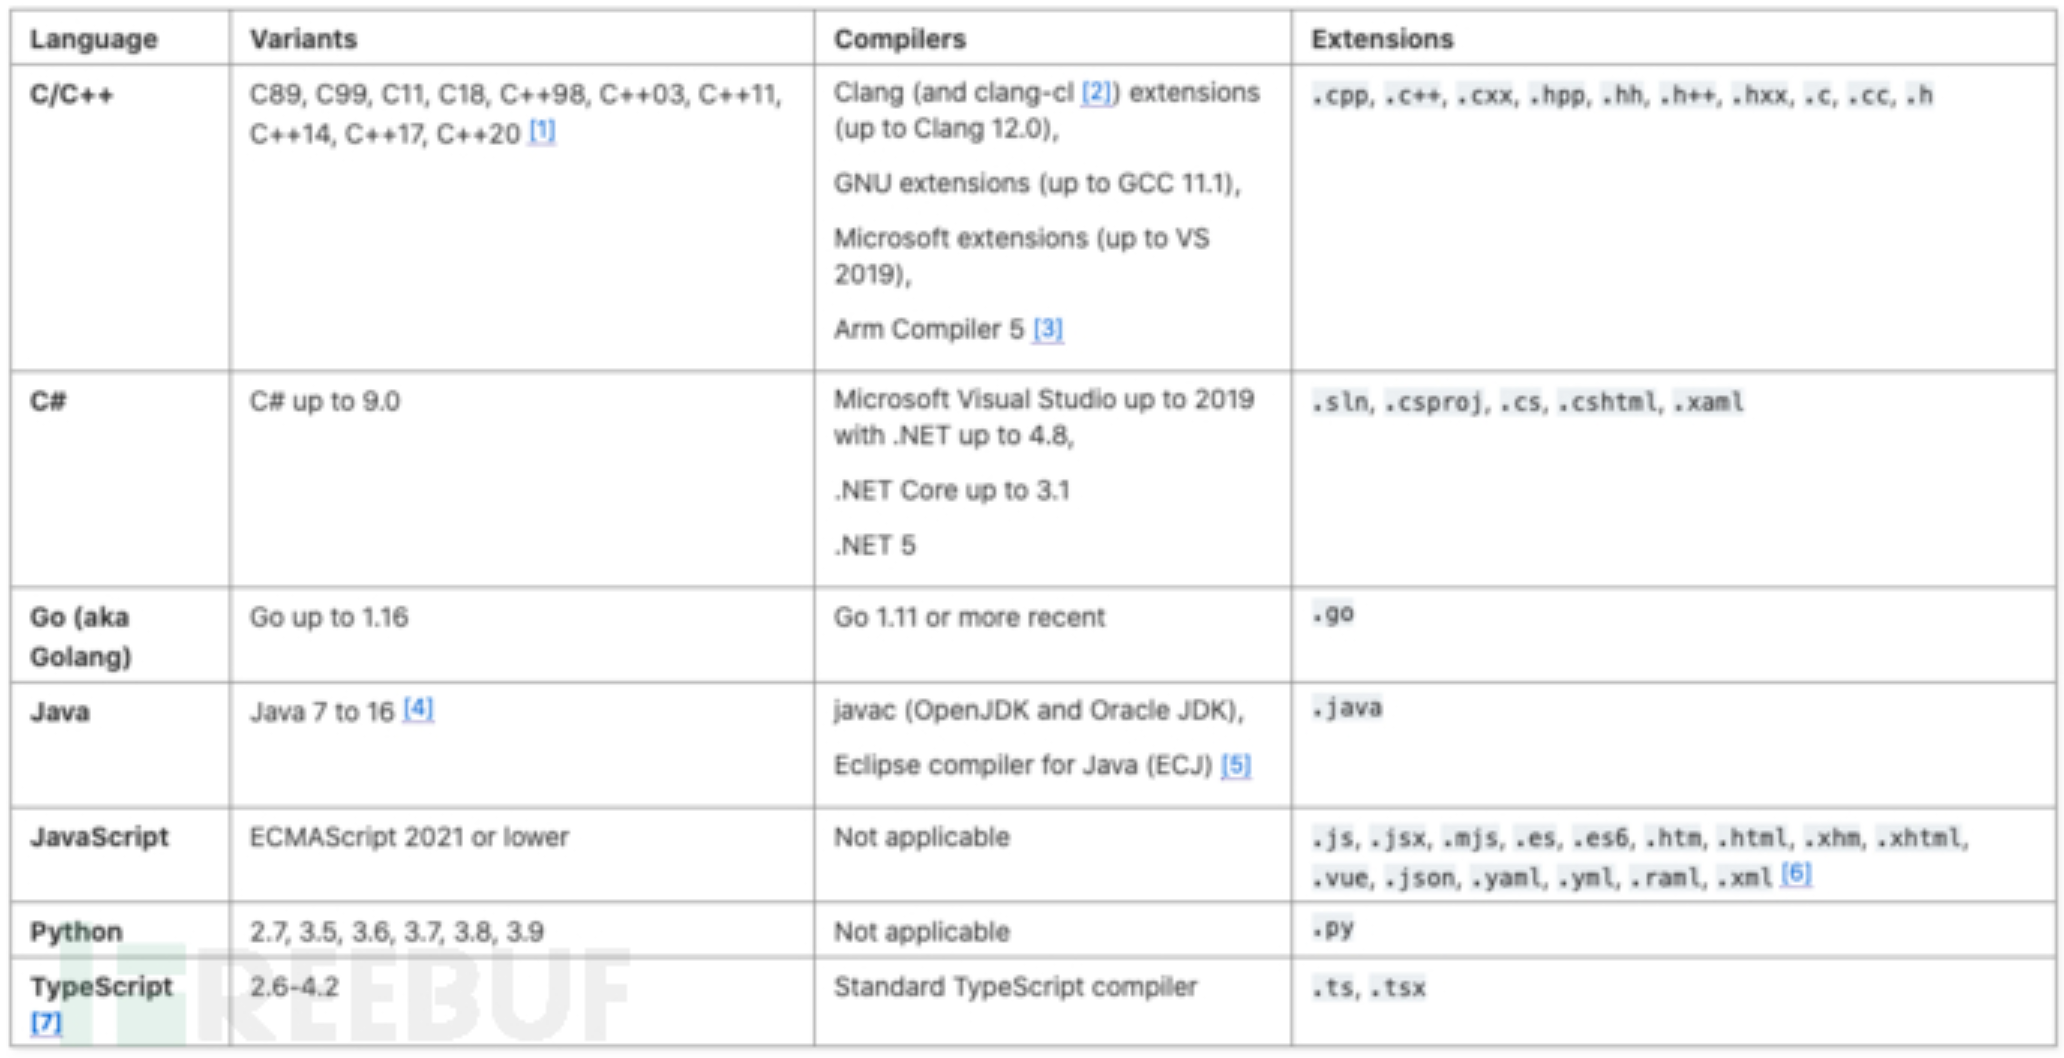 Language Variants Compilers Extensions
C/C++ C89, C99, C11, C18, C++98, C++03, C++11, Clang (and clang-cl [2]) extensions .cpp, .c++, .cxx, .hpp, .hh, .h++, .hxx, .c, .cc, .h
C++14, C++17, C++20 [1] (up to Clang 12.0),
GNU extensions (up to GCC 11.1),
Microsoft extensions (up to VS
2019),
Arm Compiler 5 [3]
C# C# up to 9.0 Microsoft Visual Studio up to 2019 .sln, .csproj, .cs, .cshtml, .xaml
with .NET up to 4.8,
.NET Core up to 3.1
.NET 5
Go (aka Go up to 1.16 Go 1.11 or more recent .go
Golang)
Java Java 7 to 16 [4] javac (OpenJDK and Oracle JDK), .java
Eclipse compiler for Java (ECJ) [5]
JavaScript ECMAScript 2021 or lower Not applicable .js, .jsx, .mjs, .es, .es6, .htm, .html, .xhm, .xhtml,
.vue, .json, .yaml, .yml, .raml, .xml [6]
Python 2.7, 3.5, 3.6, 3.7, 3.8, 3.9 Not applicable .py
TypeScript 2.6-4.2 Standard TypeScript compiler .ts, .tsx
[7]
REEBUF